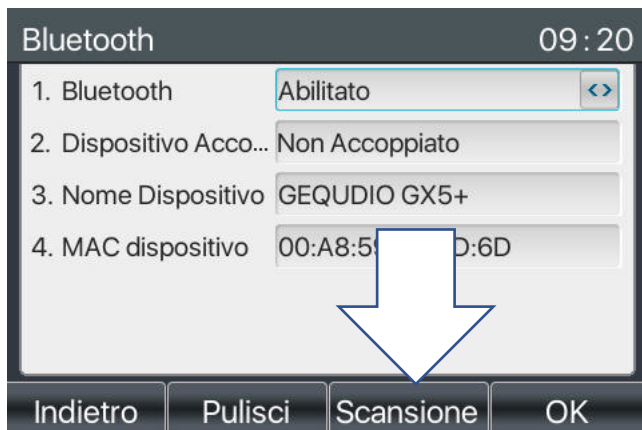 Bluetooth 09:20
1. Bluetooth Abilitato <>
2. Dispositivo Acco... Non Accoppiato
3. Nome Dispositivo GEQUDIO GX5+
4. MAC dispositivo 00:A8:59 D:6D
Indietro Pulisci Scansione OK